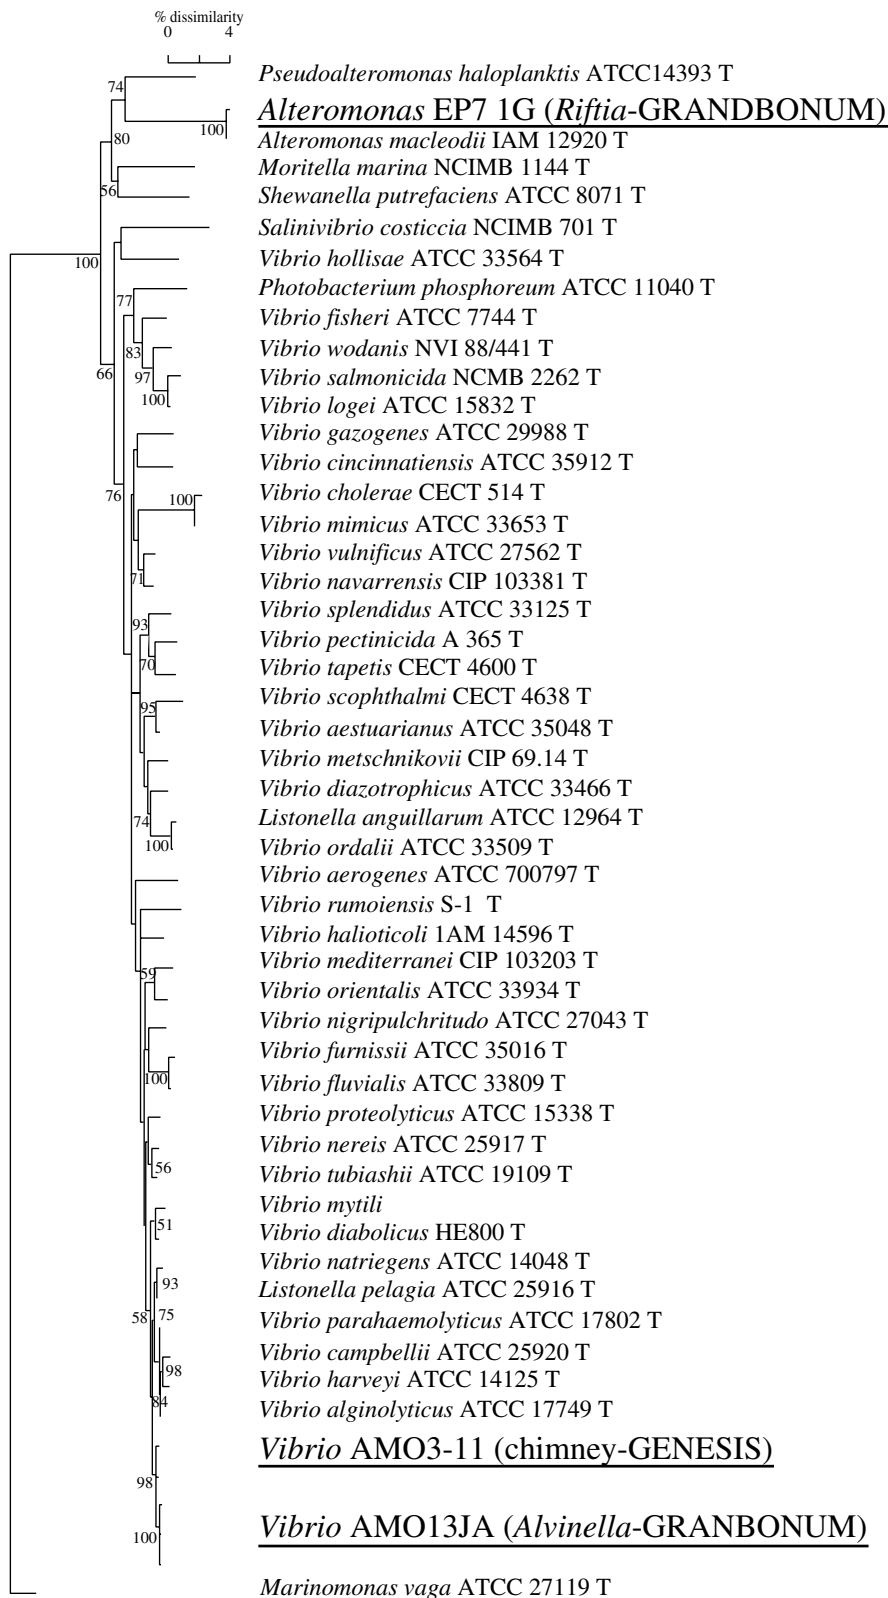 % dissimilarity
0 4
Pseudoalteromonas haloplanktis ATCC14393 T
74
Alteromonas EP7 1G (Riftia-GRANDBONUM)
100
Alteromonas macleodii IAM 12920 T
80
Moritella marina NCIMB 1144 T
56
Shewanella putrefaciens ATCC 8071 T
Salinivibrio costiccia NCIMB 701 T
Vibrio hollisae ATCC 33564 T
100
Photobacterium phosphoreum ATCC 11040 T
77
Vibrio fisheri ATCC 7744 T
Vibrio wodanis NVI 88/441 T
83
66
97
Vibrio salmonicida NCMB 2262 T
100
Vibrio logei ATCC 15832 T
Vibrio gazogenes ATCC 29988 T
Vibrio cincinnatiensis ATCC 35912 T
76
100
Vibrio cholerae CECT 514 T
Vibrio mimicus ATCC 33653 T
Vibrio vulnificus ATCC 27562 T
71
Vibrio navarrensis CIP 103381 T
Vibrio splendidus ATCC 33125 T
93
Vibrio pectinicida A 365 T
70
Vibrio tapetis CECT 4600 T
Vibrio scophthalmi CECT 4638 T
95
Vibrio aestuarianus ATCC 35048 T
Vibrio metschnikovii CIP 69.14 T
Vibrio diazotrophicus ATCC 33466 T
74
Listonella anguillarum ATCC 12964 T
100
Vibrio ordalii ATCC 33509 T
Vibrio aerogenes ATCC 700797 T
Vibrio rumoiensis S-1 T
Vibrio halioticoli 1AM 14596 T
Vibrio mediterranei CIP 103203 T
59
Vibrio orientalis ATCC 33934 T
Vibrio nigripulchritudo ATCC 27043 T
Vibrio furnissii ATCC 35016 T
100
Vibrio fluvialis ATCC 33809 T
Vibrio proteolyticus ATCC 15338 T
Vibrio nereis ATCC 25917 T
56
Vibrio tubiashii ATCC 19109 T
Vibrio mytili
51
Vibrio diabolicus HE800 T
Vibrio natriegens ATCC 14048 T
93
Listonella pelagia ATCC 25916 T
58
75
Vibrio parahaemolyticus ATCC 17802 T
Vibrio campbellii ATCC 25920 T
98
Vibrio harveyi ATCC 14125 T
84
Vibrio alginolyticus ATCC 17749 T
Vibrio AMO3-11 (chimney-GENESIS)
98
Vibrio AMO13JA (Alvinella-GRANBONUM)
100
Marinomonas vaga ATCC 27119 T